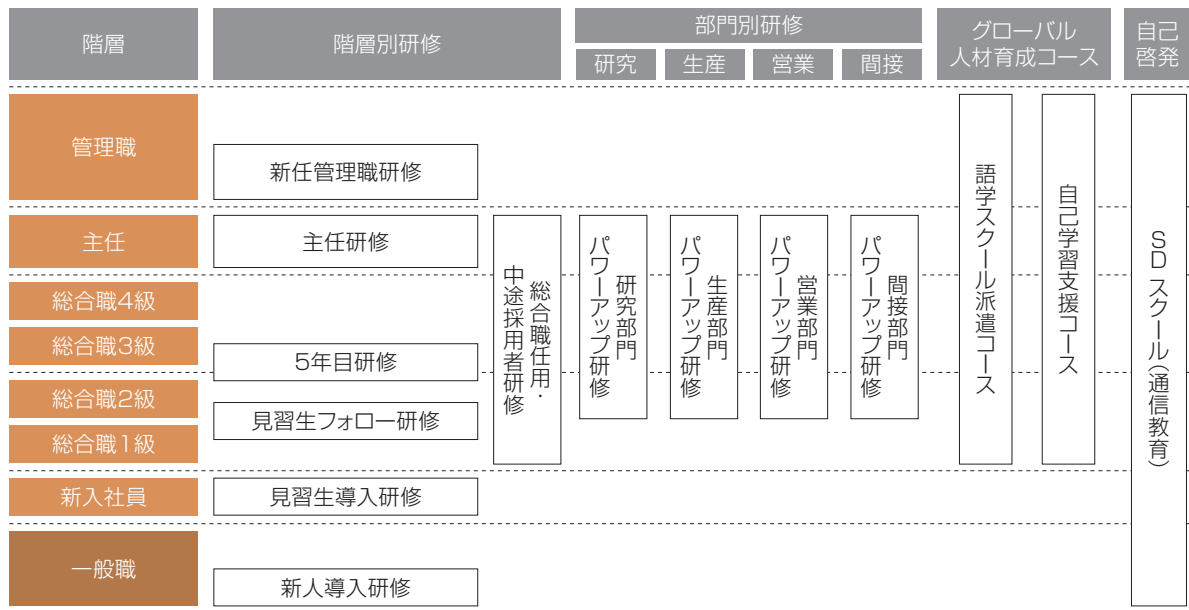 階層
階層別研修
部門別研修
研究
生産
営業
間接
グローバル
人材育成コース
自己
啓発
管理職
主任
総合職4級
総合職3級
総合職2級
総合職1級
新入社員
一般職
新任管理職研修
主任研修
5年目研修
見習生フォロー研修
見習生導入研修
新人導入研修
総合職任用・
中途採用者研修
研究部門
パワーアップ研修
生産部門
パワーアップ研修
営業部門
パワーアップ研修
間接部門
パワーアップ研修
語学スクール派遣コース
自己学習支援コース
SDスクール(通信教育)